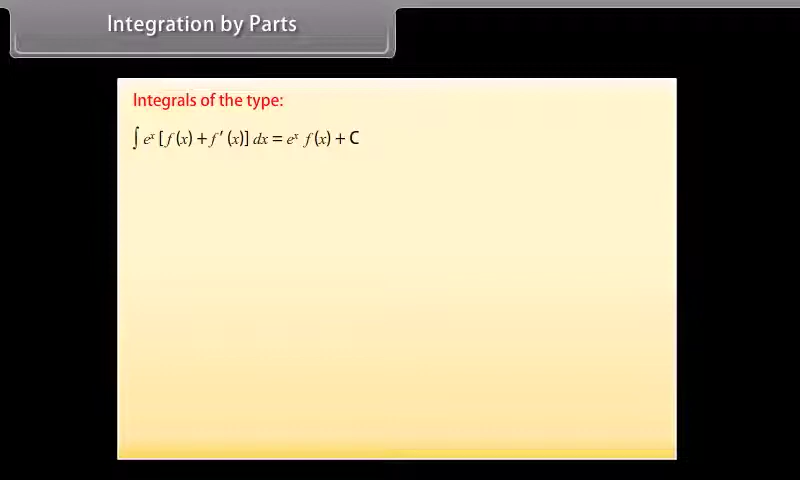 Integration by Parts
Integrals of the type:
∫ eˣ [f (x) + f ′ (x)] dx = eˣ f (x) + C